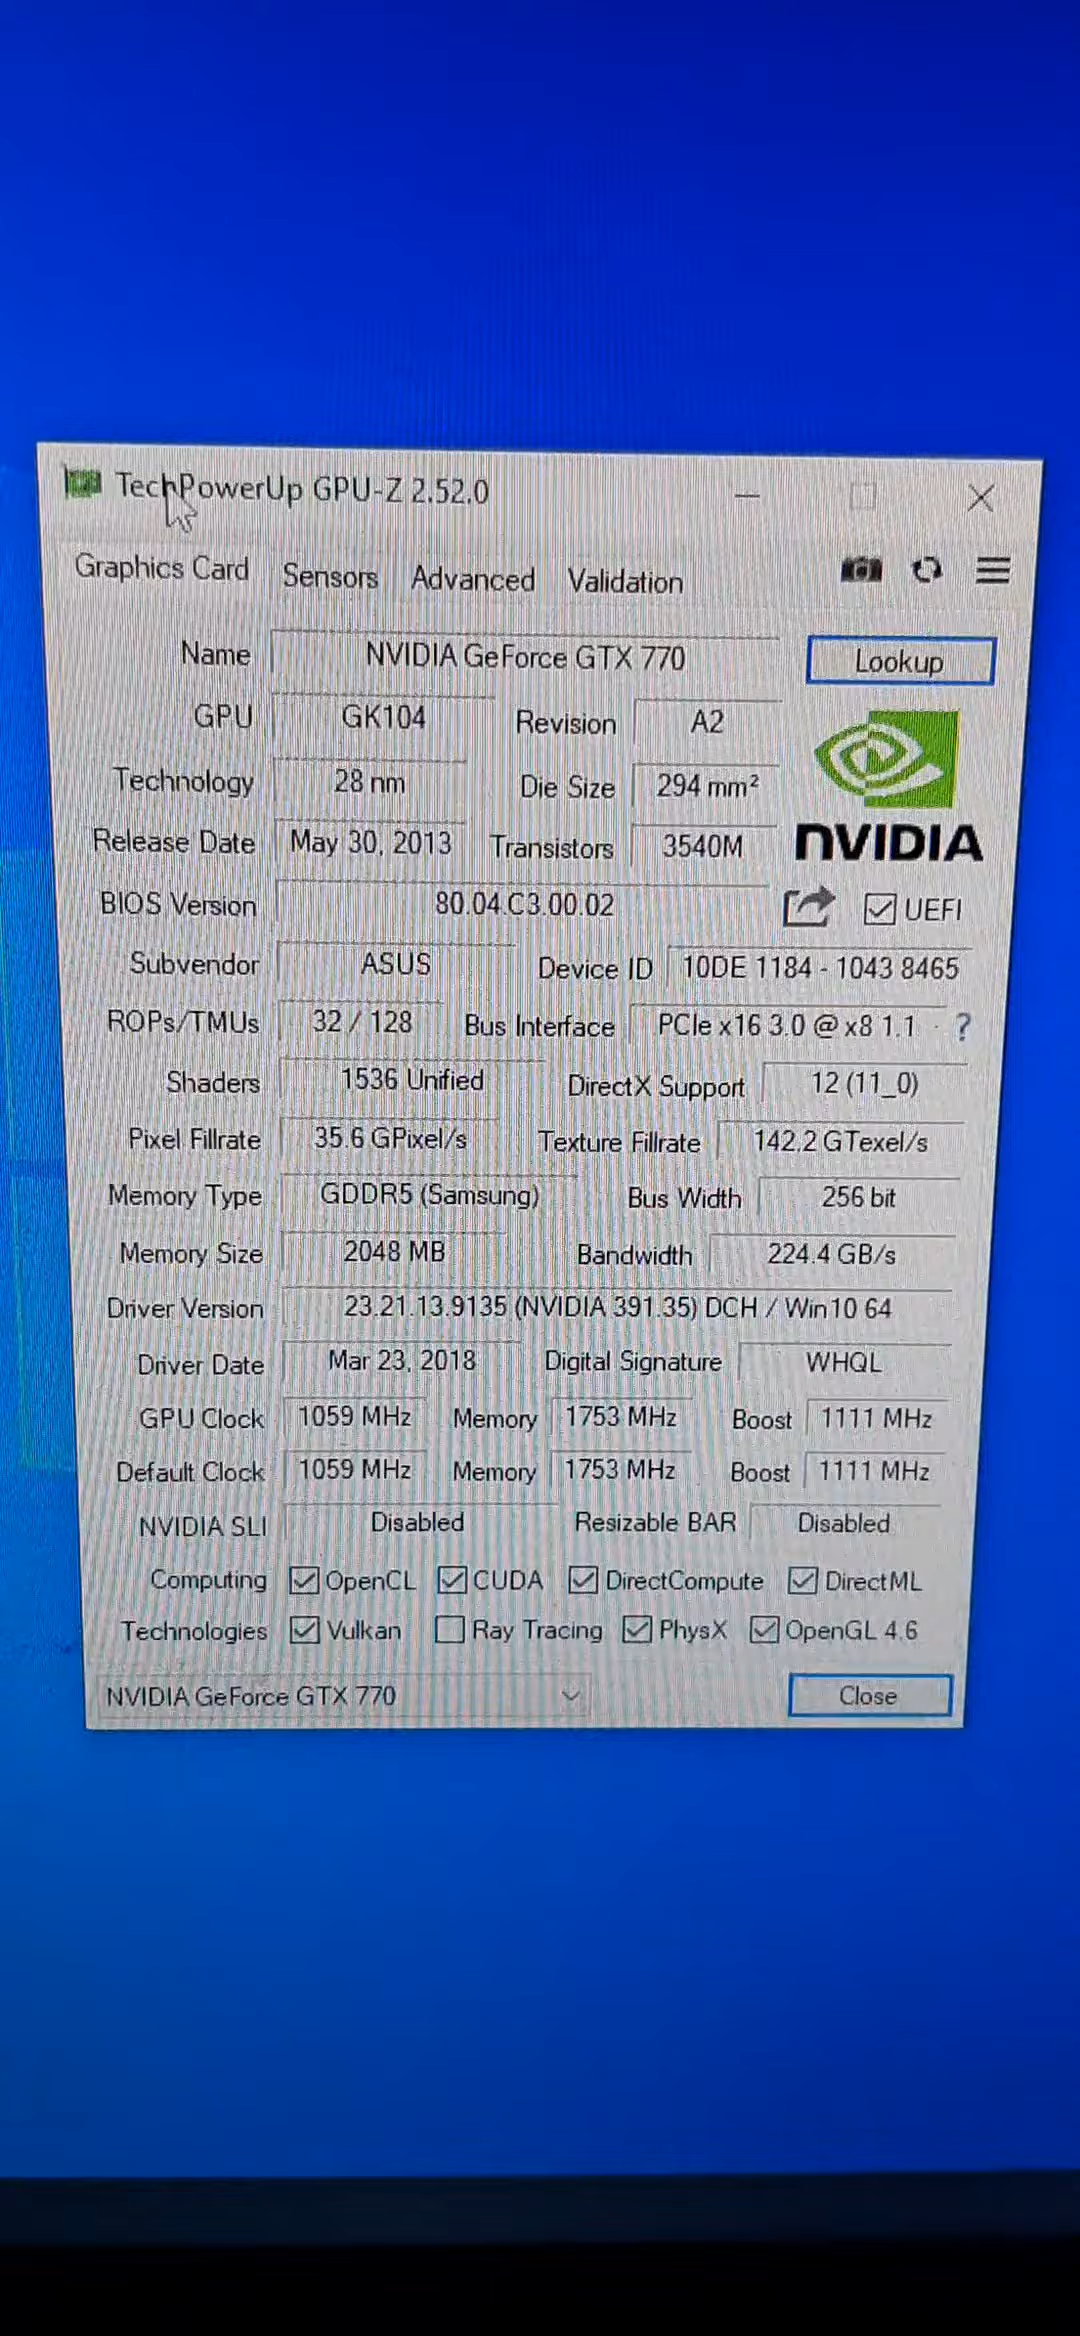 TechPowerUp GPU-Z 2.52.0
Graphics Card Sensors Advanced Validation
Name NVIDIA GeForce GTX 770 Lookup
GPU GK104 Revision A2
Technology 28 nm Die Size 294 mm²
Release Date May 30, 2013 Transistors 3540M
NVIDIA
BIOS Version 80.04.C3.00.02 UEFI
Subvendor ASUS Device ID 10DE 1184 - 1043 8465
ROPs/TMUs 32 / 128 Bus Interface PCIe x16 3.0 @ x8 1.1 ?
Shaders 1536 Unified DirectX Support 12 (11_0)
Pixel Fillrate 35.6 GPixel/s Texture Fillrate 142.2 GTexel/s
Memory Type GDDR5 (Samsung) Bus Width 256 bit
Memory Size 2048 MB Bandwidth 224.4 GB/s
Driver Version 23.21.13.9135 (NVIDIA 391.35) DCH / Win10 64
Driver Date Mar 23, 2018 Digital Signature WHQL
GPU Clock 1059 MHz Memory 1753 MHz Boost 1111 MHz
Default Clock 1059 MHz Memory 1753 MHz Boost 1111 MHz
NVIDIA SLI Disabled Resizable BAR Disabled
Computing OpenCL CUDA DirectCompute DirectML
Technologies Vulkan Ray Tracing PhysX OpenGL 4.6
NVIDIA GeForce GTX 770 Close